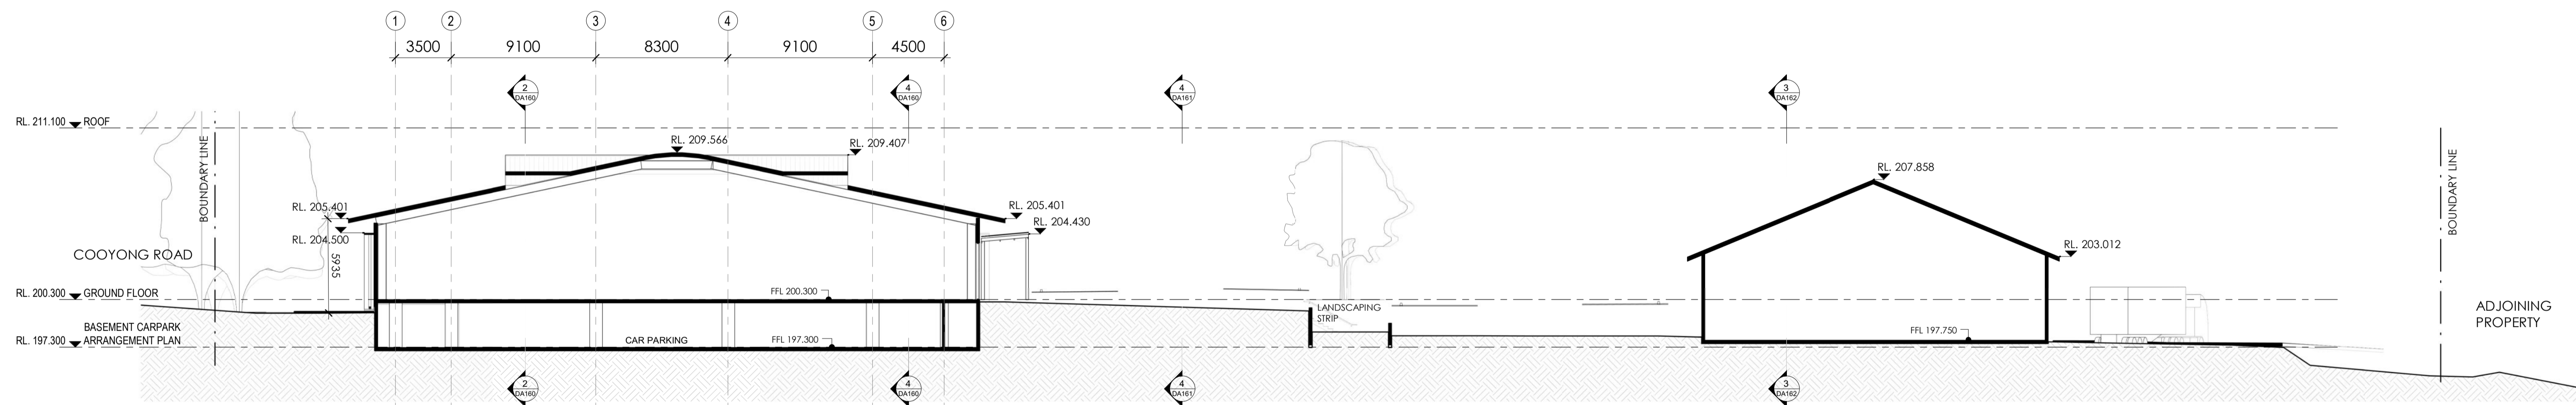 1 2 3 4 5 6
3500 9100 8300 9100 4500
2
DA160
4
DA160
4
DA161
3
DA162
RL. 211.100 ROOF
BOUNDARY LINE
RL. 209.566
RL. 209.407
RL. 207.858
BOUNDARY LINE
RL. 205.401
RL. 204.500
RL. 205.401
RL. 204.430
RL. 203.012
COOYONG ROAD
5935
RL. 200.300 GROUND FLOOR
FFL 200.300
LANDSCAPING
STRIP
ADJOINING
PROPERTY
BASEMENT CARPARK
RL. 197.300 ARRANGEMENT PLAN
CAR PARKING
FFL 197.300
FFL 197.750
2
DA160
4
DA160
4
DA161
3
DA162